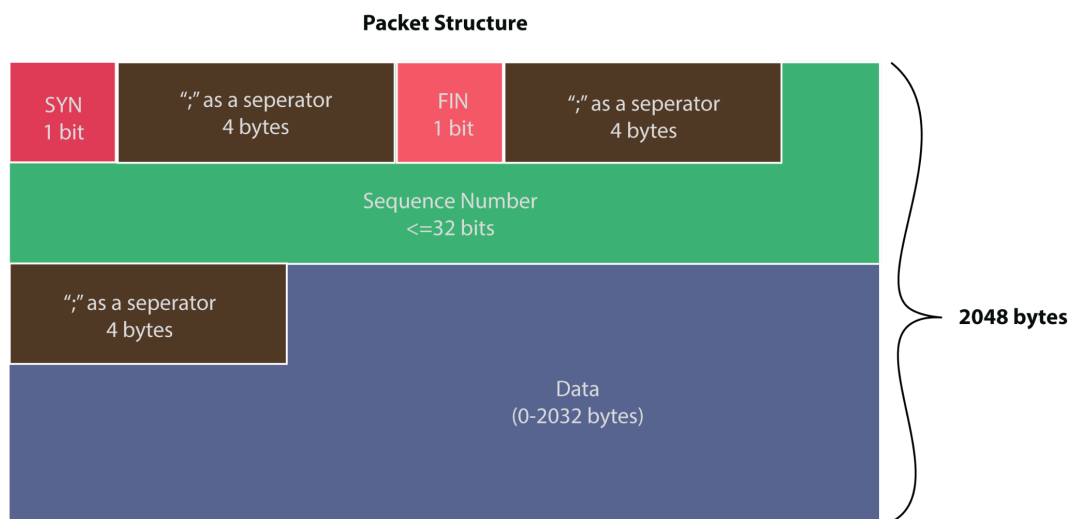 Packet Structure
SYN
1 bit
“;” as a seperator
4 bytes
FIN
1 bit
“;” as a seperator
4 bytes
Sequence Number
<=32 bits
“;” as a seperator
4 bytes
2048 bytes
Data
(0-2032 bytes)